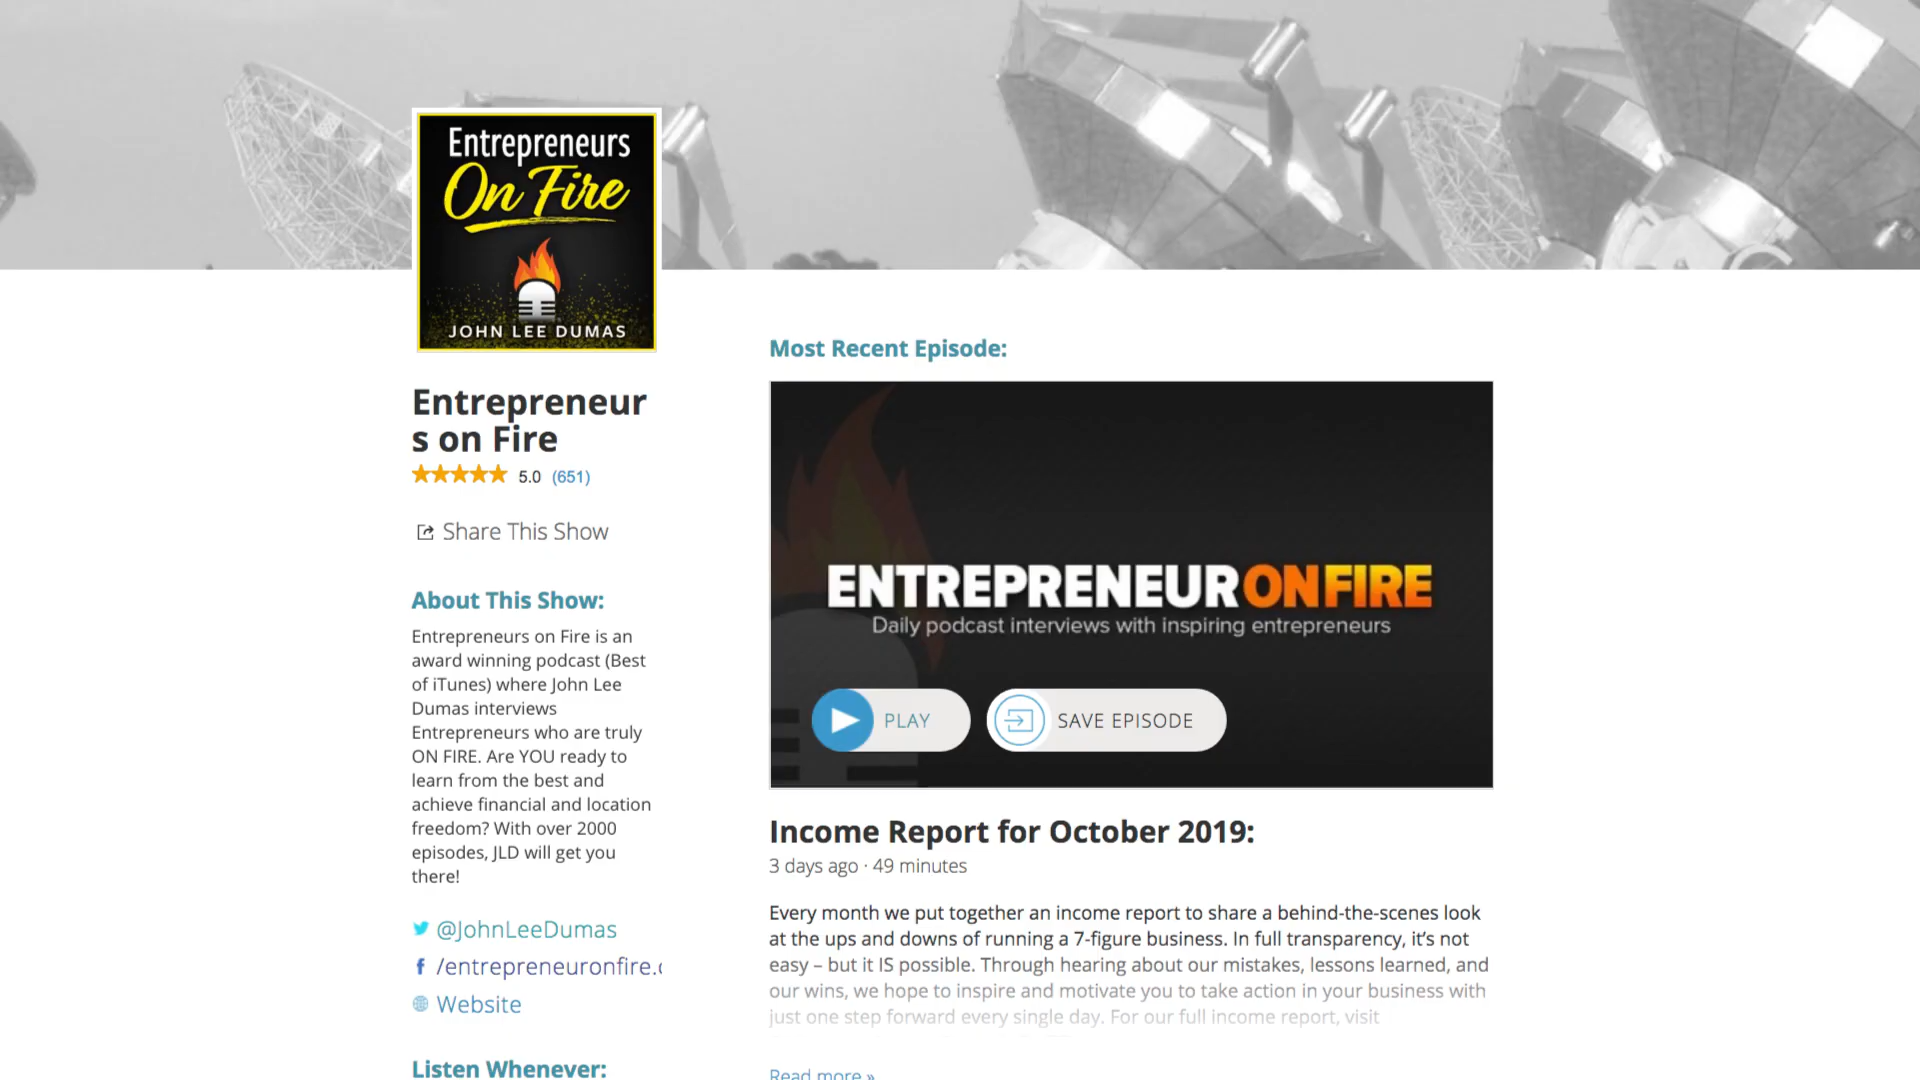 Entrepreneurs
On Fire
JOHN LEE DUMAS
Entrepreneur
s on Fire
5.0 (651)
Share This Show
About This Show:
Entrepreneurs on Fire is an
award winning podcast (Best
of iTunes) where John Lee
Dumas interviews
Entrepreneurs who are truly
ON FIRE. Are YOU ready to
learn from the best and
achieve financial and location
freedom? With over 2000
episodes, JLD will get you
there!
@JohnLeeDumas
/entrepreneuronfire.
Website
Listen Whenever:
Most Recent Episode:
ENTREPRENEURONFIRE
Daily podcast interviews with inspiring entrepreneurs
PLAY
SAVE EPISODE
Income Report for October 2019:
3 days ago · 49 minutes
Every month we put together an income report to share a behind-the-scenes look
at the ups and downs of running a 7-figure business. In full transparency, it’s not
easy – but it IS possible. Through hearing about our mistakes, lessons learned, and
our wins, we hope to inspire and motivate you to take action in your business with
just one step forward every single day. For our full income report, visit
Read more »